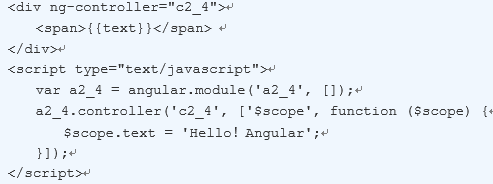 <div ng-controller="c2_4">↵
<span>{{text}}</span> ↵
</div>↵
<script type="text/javascript">↵
var a2_4 = angular.module('a2_4', []);↵
a2_4.controller('c2_4', ['$scope', function ($scope) {↵
$scope.text = 'Hello! Angular';↵
}]);↵
</script>↵